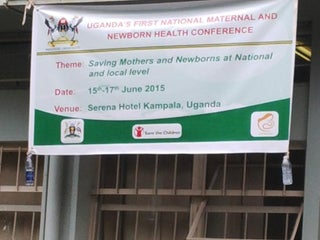 UGANDA'S FIRST NATIONAL MATERNAL AND
NEWBORN HEALTH CONFERENCE
Theme: Saving Mothers and Newborns at National
and local level
Date: 15th-17th June 2015
Venue: Serena Hotel Kampala, Uganda
Save the Children